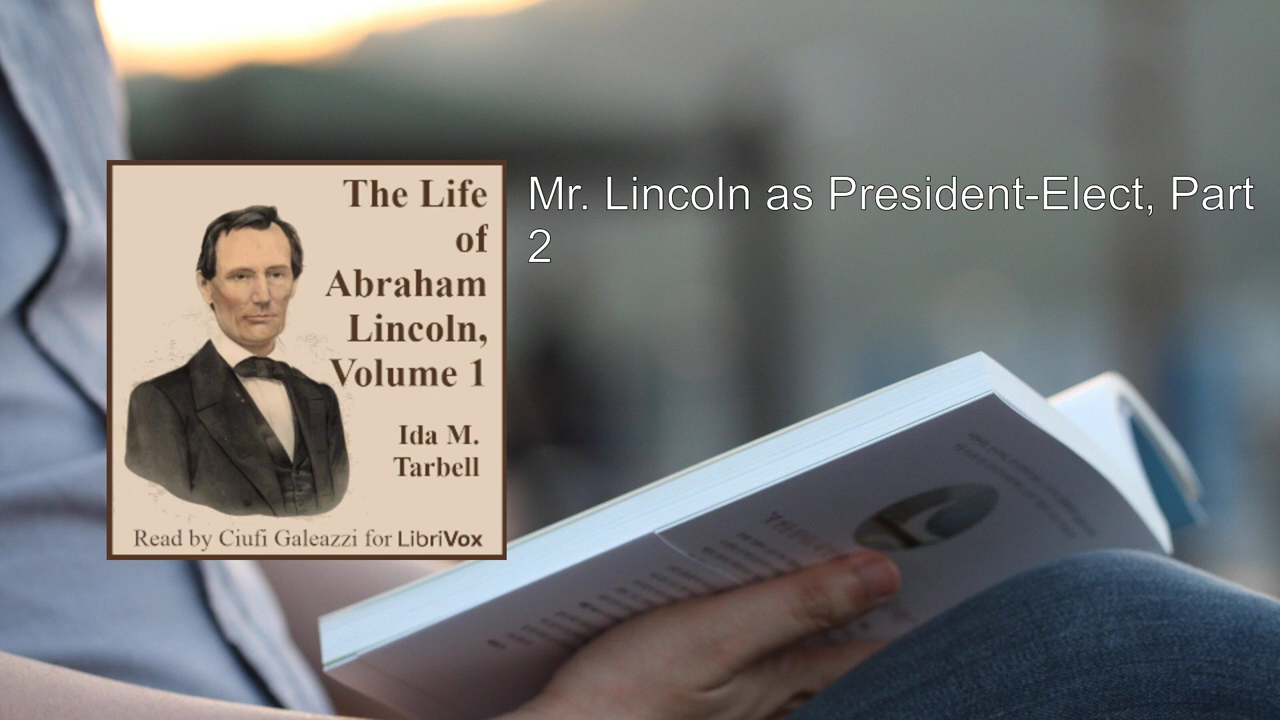 The Life
of
Abraham
Lincoln,
Volume 1
Ida M.
Tarbell
Read by Ciufi Galeazzi for LibriVox
Mr. Lincoln as President-Elect, Part
2